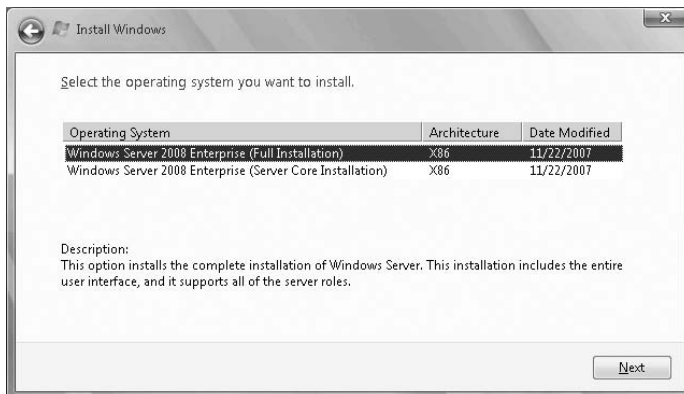 Install Windows
Select the operating system you want to install.
Operating System Architecture Date Modified
Windows Server 2008 Enterprise (Full Installation) X86 11/22/2007
Windows Server 2008 Enterprise (Server Core Installation) X86 11/22/2007
Description:
This option installs the complete installation of Windows Server. This installation includes the entire
user interface, and it supports all of the server roles.
Next